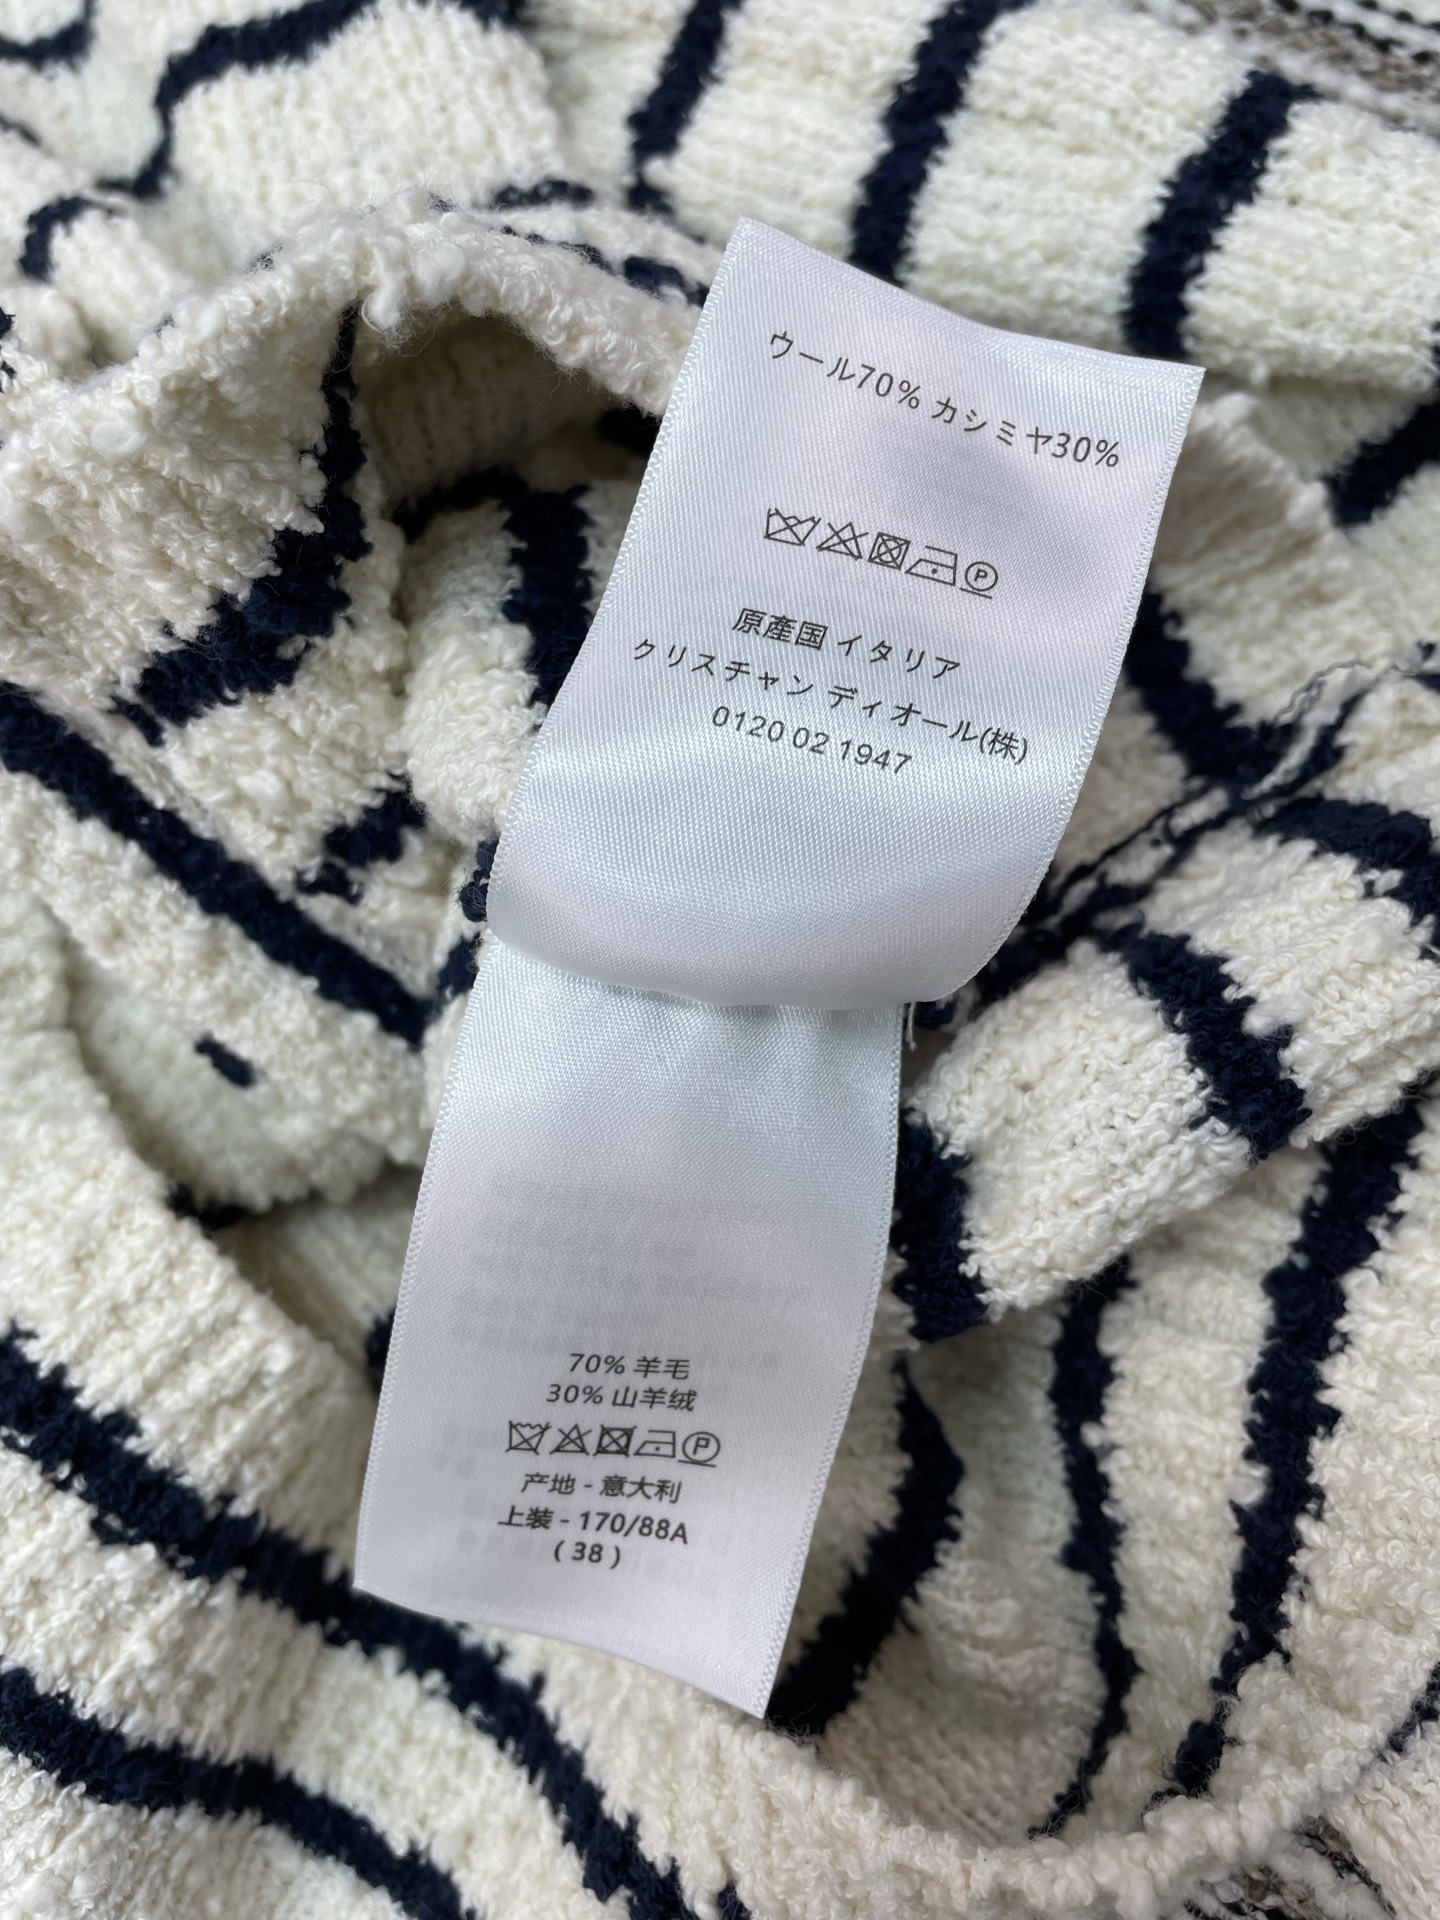 ウール70% カシミヤ30%
P
原產国 イタリア
クリスチャン ディオール(株)
0120 02 1947
70% 羊毛
30% 山羊绒
P
产地 - 意大利
上装 - 170/88A
( 38 )